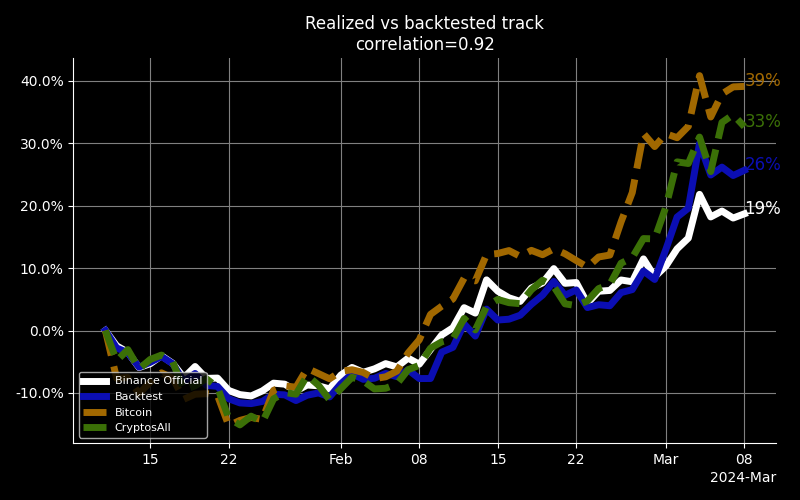 Realized vs backtested track
correlation=0.92
40.0%
30.0%
20.0%
10.0%
0.0%
-10.0%
39%
33%
26%
19%
Binance Official
Backtest
Bitcoin
CryptosAll
15
22
Feb
08
15
22
Mar
08
2024-Mar